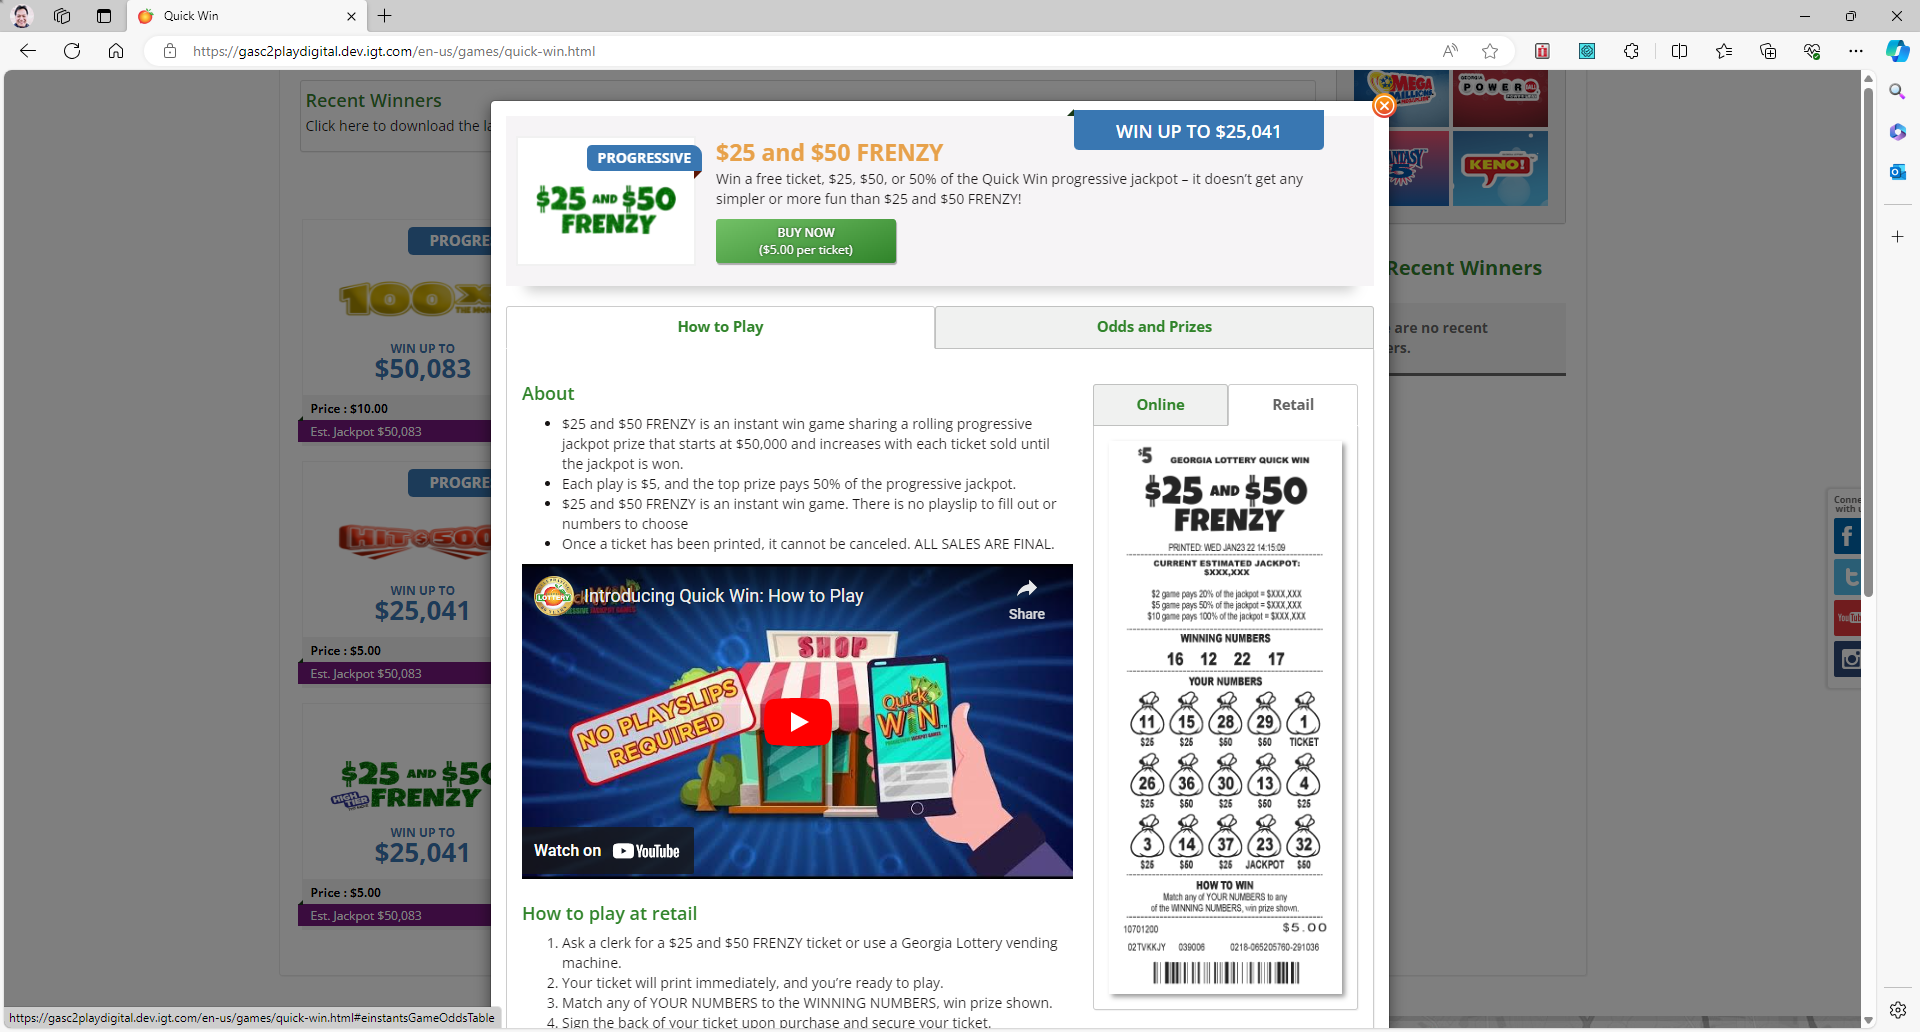 Quick Win
https://gasc2playdigital.dev.igt.com/en-us/games/quick-win.html
Recent Winners
Click here to download the la
PROGRE
100X
THE MON
WIN UP TO
$50,083
Price : $10.00
Est. Jackpot $50,083
PROGRE
HIT $500
WIN UP TO
$25,041
Price : $5.00
Est. Jackpot $50,083
$25 AND $50
HIGH TIER
FRENZY
WIN UP TO
$25,041
Price : $5.00
Est. Jackpot $50,083
WIN UP TO $25,041
PROGRESSIVE
$25 AND $50
FRENZY
$25 and $50 FRENZY
Win a free ticket, $25, $50, or 50% of the Quick Win progressive jackpot – it doesn't get any
simpler or more fun than $25 and $50 FRENZY!
BUY NOW
($5.00 per ticket)
How to Play
Odds and Prizes
About
• $25 and $50 FRENZY is an instant win game sharing a rolling progressive
jackpot prize that starts at $50,000 and increases with each ticket sold until
the jackpot is won.
• Each play is $5, and the top prize pays 50% of the progressive jackpot.
• $25 and $50 FRENZY is an instant win game. There is no playslip to fill out or
numbers to choose
• Once a ticket has been printed, it cannot be canceled. ALL SALES ARE FINAL.
LOTTERY
Introducing Quick Win: How to Play
Share
SHOP
NO PLAYSLIPS
REQUIRED
Quick
WIN
Watch on YouTube
How to play at retail
1. Ask a clerk for a $25 and $50 FRENZY ticket or use a Georgia Lottery vending
machine.
2. Your ticket will print immediately, and you're ready to play.
3. Match any of YOUR NUMBERS to the WINNING NUMBERS, win prize shown.
4. Sign the back of your ticket upon purchase and secure your ticket.
Online
Retail
$5 GEORGIA LOTTERY QUICK WIN
$25 AND $50
FRENZY
PRINTED: WED JAN23 22 14:15:09
CURRENT ESTIMATED JACKPOT:
$XXX,XXX
$2 game pays 20% of the jackpot = $XXX,XXX
$5 game pays 50% of the jackpot = $XXX,XXX
$10 game pays 100% of the jackpot = $XXX,XXX
WINNING NUMBERS
16 12 22 17
YOUR NUMBERS
11 15 28 29 1
$25 $25 $50 $50 TICKET
26 36 30 13 4
$25 $50 $25 $50 $25
3 14 37 23 32
$25 $50 $25 JACKPOT $50
HOW TO WIN
Match any of YOUR NUMBERS to any
of the WINNING NUMBERS, win prize shown.
10701200 $5.00
02TVKKJY 039006 0218-065205760-291036
MEGA
MILLIONS
GEORGIA
POWERBALL
NTASY
5
KENO!
Recent Winners
are no recent
ers.
Conne
with u
YouTub
https://gasc2playdigital.dev.igt.com/en-us/games/quick-win.html#einstantsGameOddsTable